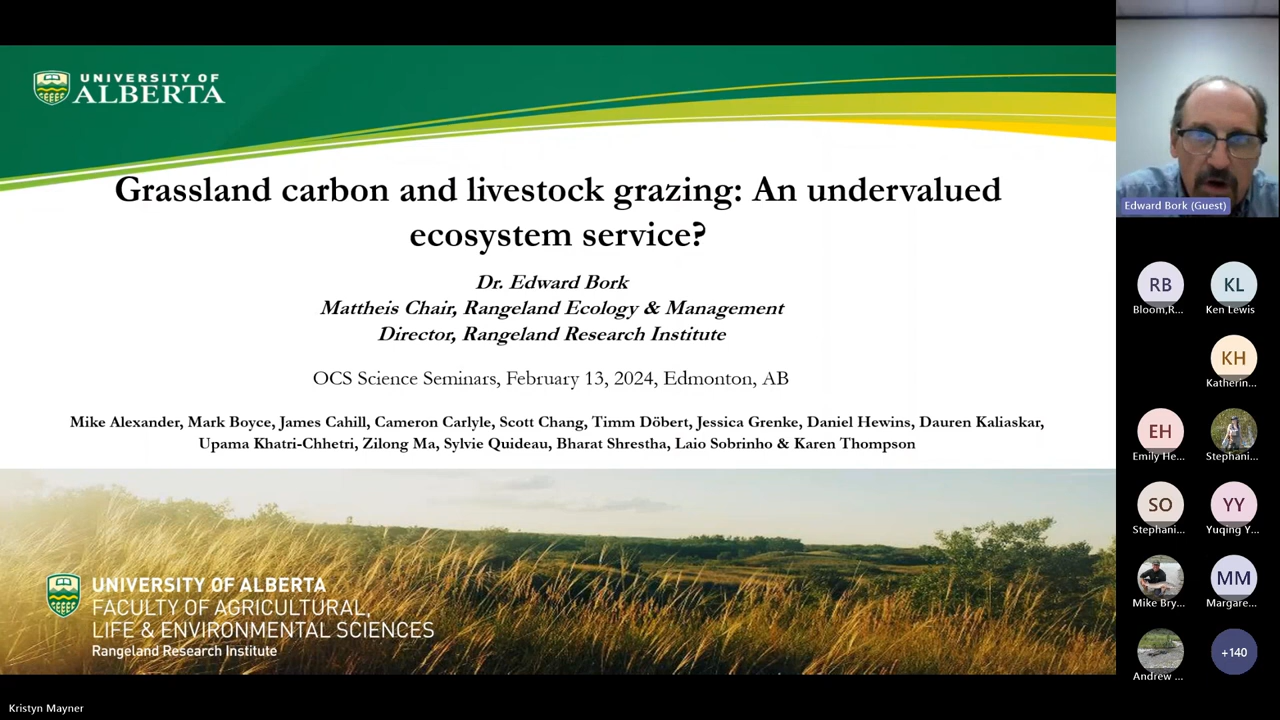 UNIVERSITY OF
ALBERTA
Grassland carbon and livestock grazing: An undervalued
ecosystem service?
Dr. Edward Bork
Mattheis Chair, Rangeland Ecology & Management
Director, Rangeland Research Institute
OCS Science Seminars, February 13, 2024, Edmonton, AB
Mike Alexander, Mark Boyce, James Cahill, Cameron Carlyle, Scott Chang, Timm Döbert, Jessica Grenke, Daniel Hewins, Dauren Kaliaskar,
Upama Khatri-Chhetri, Zilong Ma, Sylvie Quideau, Bharat Shrestha, Laio Sobrinho & Karen Thompson
UNIVERSITY OF ALBERTA
FACULTY OF AGRICULTURAL,
LIFE & ENVIRONMENTAL SCIENCES
Rangeland Research Institute
Edward Bork (Guest)
RB
Bloom,R...
KL
Ken Lewis
KH
Katherin...
EH
Emily He...
Stephani...
SO
Stephani...
YY
Yuqing Y...
Mike Bry...
MM
Margare...
Andrew ...
+140
Kristyn Mayner